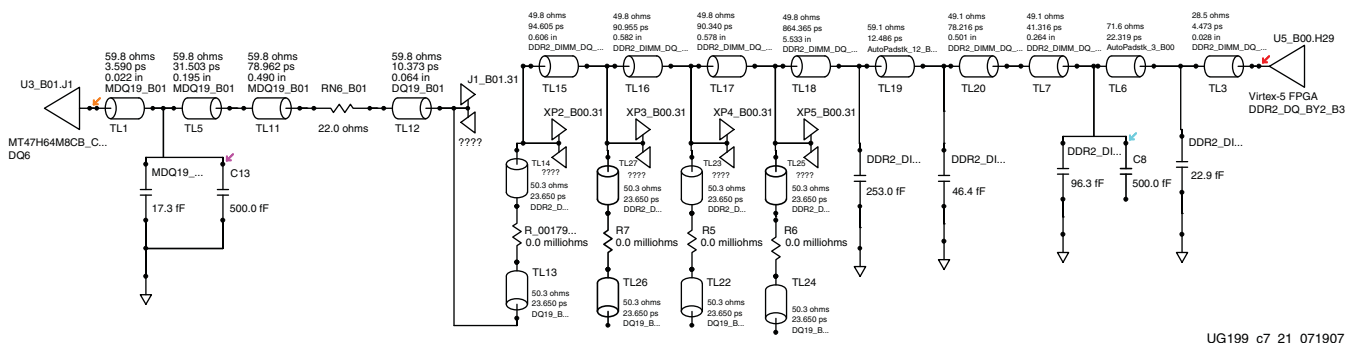 U3_B01.J1
MT47H64M8CB_C...
DQ6
59.8 ohms
3.590 ps
0.022 in
MDQ19_B01
TL1
59.8 ohms
31.503 ps
0.195 in
MDQ19_B01
TL5
59.8 ohms
78.962 ps
0.490 in
MDQ19_B01
TL11
RN6_B01
22.0 ohms
59.8 ohms
10.373 ps
0.064 in
DQ19_B01
TL12
J1_B01.31
????
MDQ19_...
17.3 fF
C13
500.0 fF
49.8 ohms
94.605 ps
0.606 in
DDR2_DIMM_DQ_...
TL15
49.8 ohms
90.955 ps
0.582 in
DDR2_DIMM_DQ_...
TL16
49.8 ohms
90.340 ps
0.578 in
DDR2_DIMM_DQ_...
TL17
49.8 ohms
864.365 ps
5.533 in
DDR2_DIMM_DQ_...
TL18
59.1 ohms
12.486 ps
AutoPadstk_12_B...
TL19
49.1 ohms
78.216 ps
0.501 in
DDR2_DIMM_DQ_...
TL20
49.1 ohms
41.316 ps
0.264 in
DDR2_DIMM_DQ_...
TL7
71.6 ohms
22.319 ps
AutoPadstk_3_B00
TL6
28.5 ohms
4.473 ps
0.028 in
DDR2_DIMM_DQ_...
TL3
U5_B00.H29
Virtex-5 FPGA
DDR2_DQ_BY2_B3
XP2_B00.31
????
TL14
50.3 ohms
23.650 ps
DDR2_D...
R_00179...
0.0 milliohms
TL13
50.3 ohms
23.650 ps
DQ19_B...
XP3_B00.31
????
TL27
50.3 ohms
23.650 ps
DDR2_D...
R7
0.0 milliohms
TL26
50.3 ohms
23.650 ps
DQ19_B...
XP4_B00.31
????
TL23
50.3 ohms
23.650 ps
DDR2_D...
R5
0.0 milliohms
TL22
50.3 ohms
23.650 ps
DQ19_B...
XP5_B00.31
????
TL25
50.3 ohms
23.650 ps
DDR2_D...
R6
0.0 milliohms
TL24
50.3 ohms
23.650 ps
DQ19_B...
DDR2_DI...
253.0 fF
DDR2_DI...
46.4 fF
DDR2_DI...
96.3 fF
C8
500.0 fF
DDR2_DI...
22.9 fF
UG199_c7_21_071907